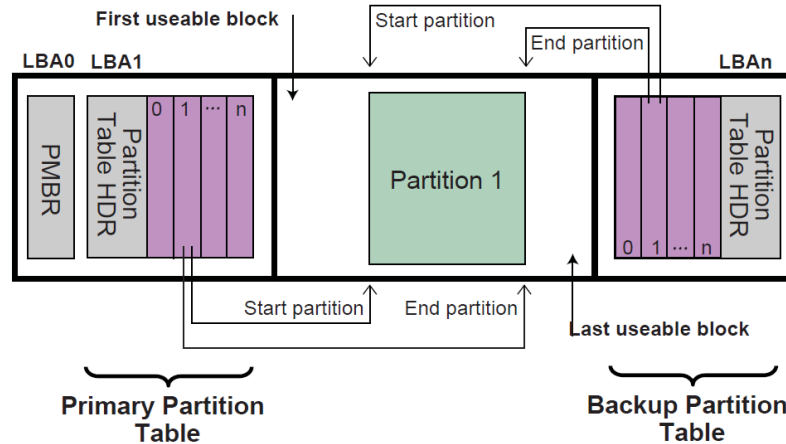 First useable block
Start partition
End partition
LBA0
LBA1
LBAn
PMBR
Partition
Table HDR
0 1 ... n
Partition 1
Partition
Table HDR
0 1 ... n
Start partition
End partition
Last useable block
Primary Partition
Table
Backup Partition
Table